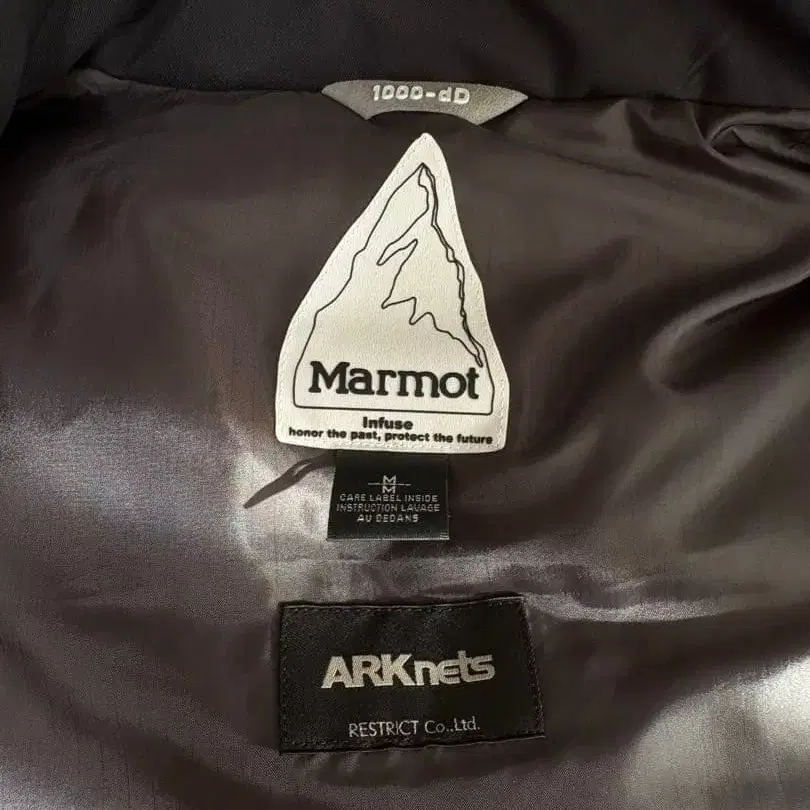 1000-dD
Marmot
Infuse
honor the past, protect the future
M
M
CARE LABEL INSIDE
INSTRUCTION LAVAGE
AU DEDANS
ARKnets
RESTRICT Co.,Ltd.